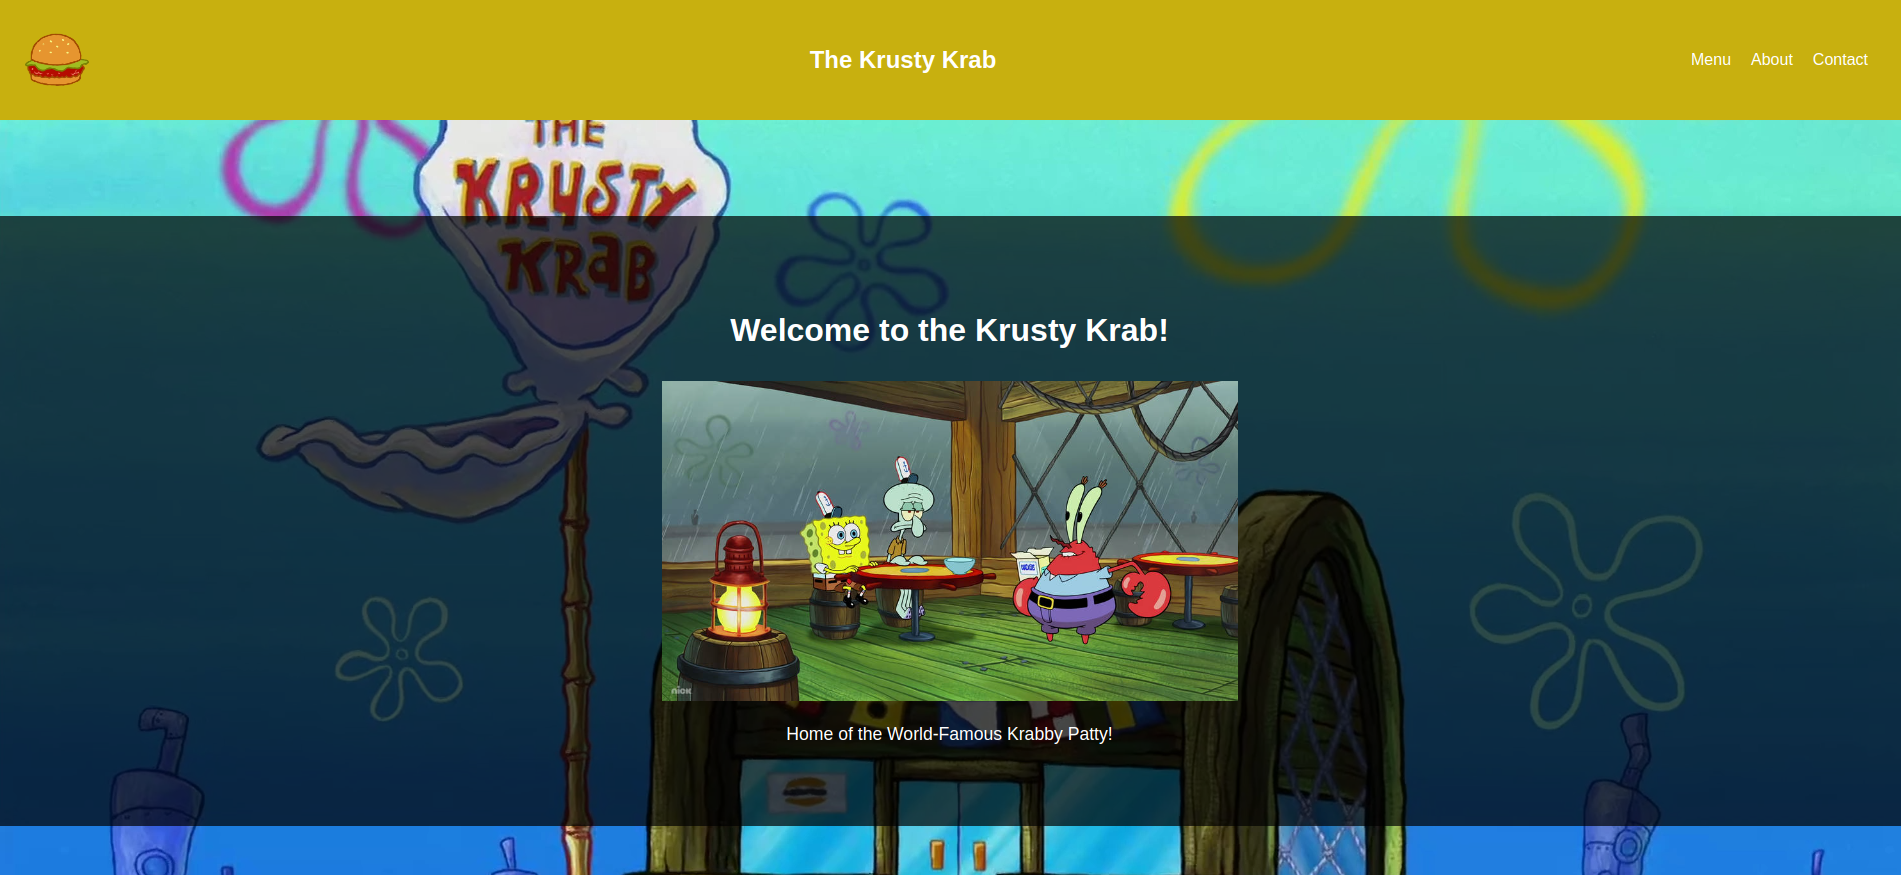 The Krusty Krab
Menu About Contact
THE
KRUSTY
KRAB
Welcome to the Krusty Krab!
nick
Home of the World-Famous Krabby Patty!